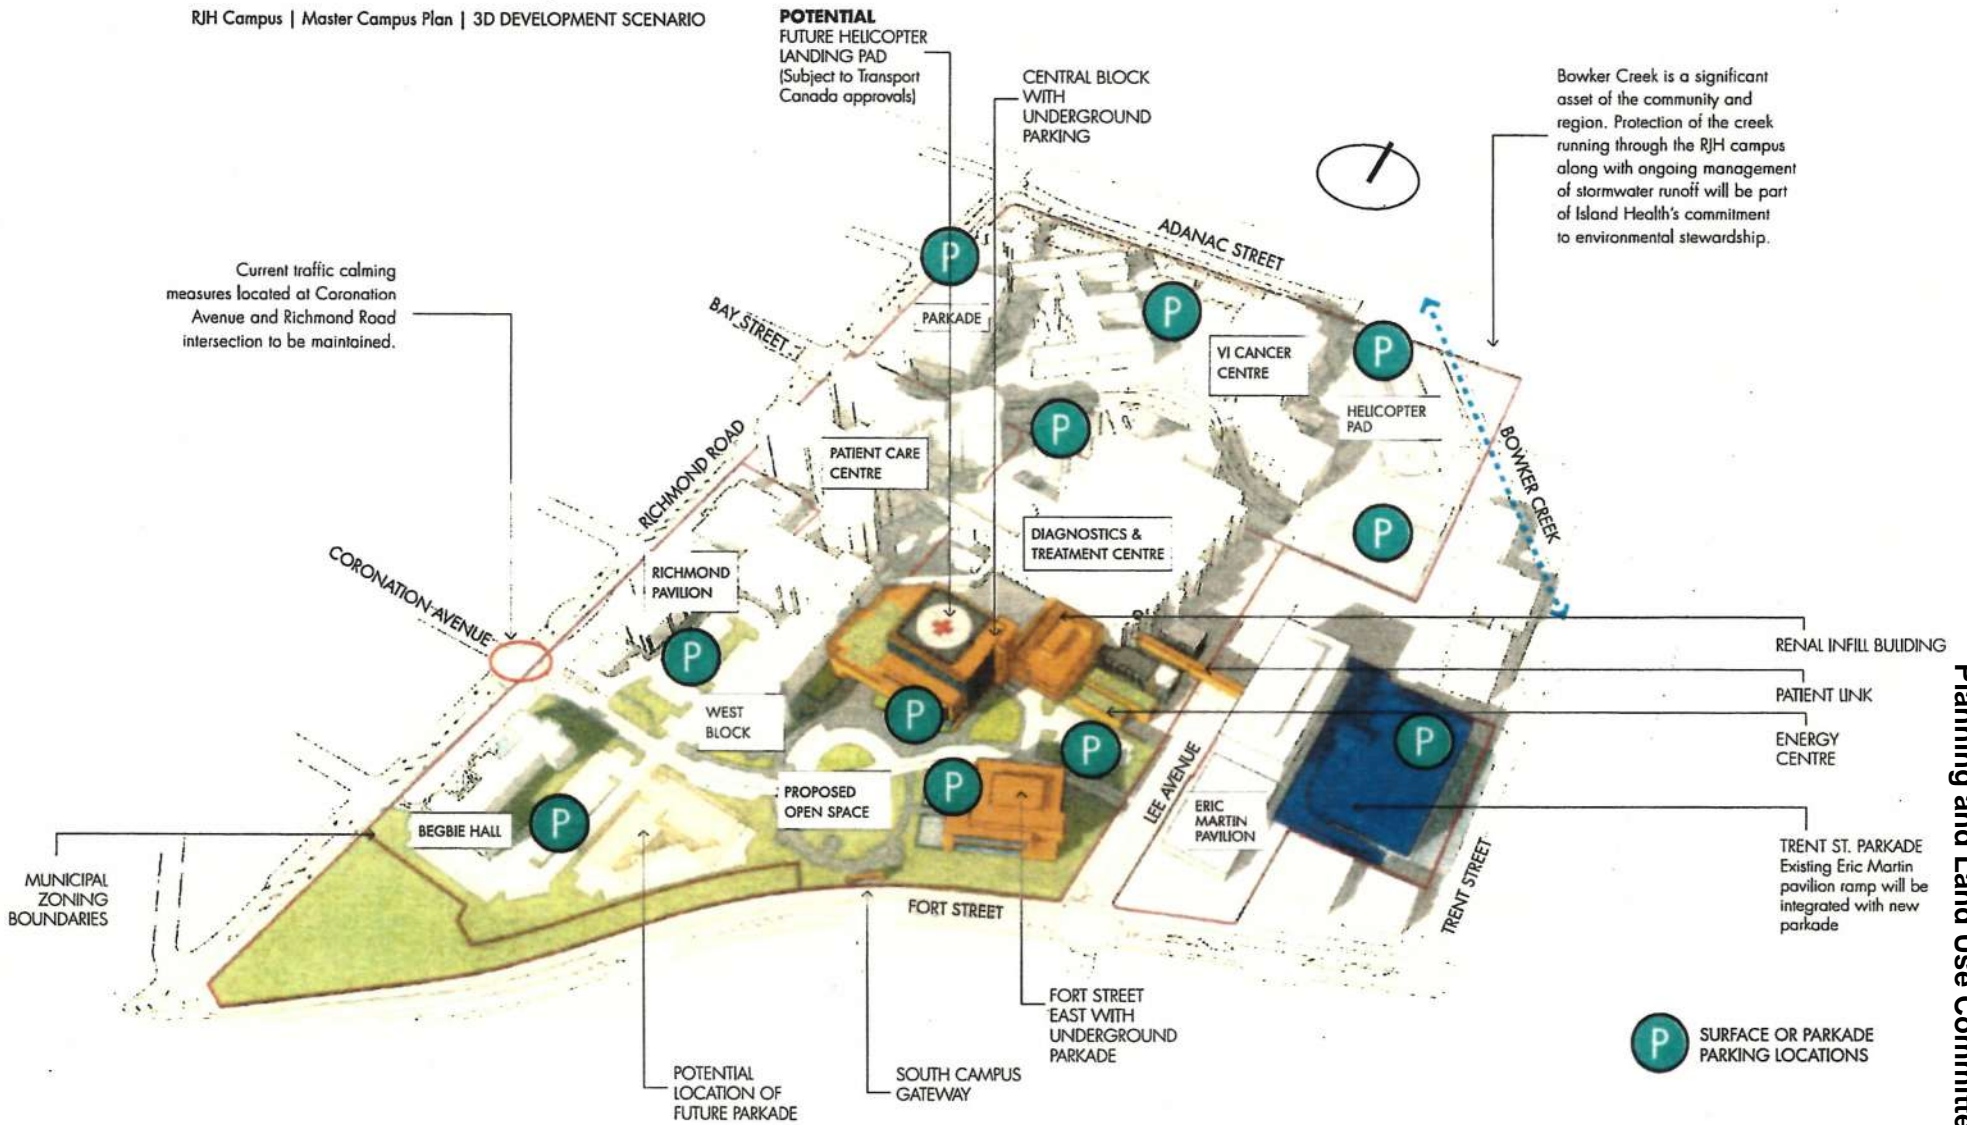 RJH Campus | Master Campus Plan | 3D DEVELOPMENT SCENARIO
POTENTIAL
FUTURE HELICOPTER
LANDING PAD
(Subject to Transport
Canada approvals)
CENTRAL BLOCK
WITH
UNDERGROUND
PARKING
Bowker Creek is a significant
asset of the community and
region. Protection of the creek
running through the RJH campus
along with ongoing management
of stormwater runoff will be part
of Island Health's commitment
to environmental stewardship.
Current traffic calming
measures located at Coronation
Avenue and Richmond Road
intersection to be maintained.
ADANAC STREET
P
PARKADE
BAY STREET
P
VI CANCER
CENTRE
P
HELICOPTER
PAD
P
RICHMOND ROAD
PATIENT CARE
CENTRE
BOWKER CREEK
DIAGNOSTICS &
TREATMENT CENTRE
P
CORONATION AVENUE
RICHMOND
PAVILION
P
RENAL INFILL BULIDING
PATIENT LINK
WEST
BLOCK
P
P
P
ENERGY
CENTRE
PROPOSED
OPEN SPACE
P
LEE AVENUE
ERIC
MARTIN
PAVILION
BEGBIE HALL
P
TRENT ST. PARKADE
Existing Eric Martin
pavilion ramp will be
integrated with new
parkade
TRENT STREET
MUNICIPAL
ZONING
BOUNDARIES
FORT STREET
FORT STREET
EAST WITH
UNDERGROUND
PARKADE
POTENTIAL
LOCATION OF
FUTURE PARKADE
SOUTH CAMPUS
GATEWAY
P
SURFACE OR PARKADE
PARKING LOCATIONS
Planning and Land Use Committe